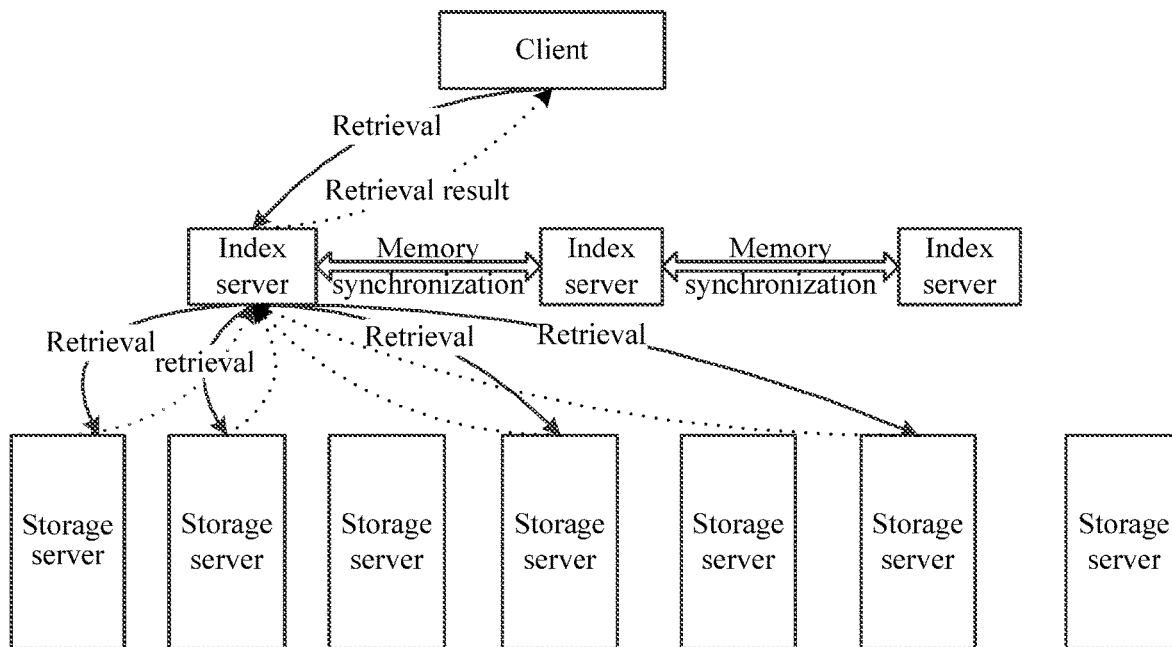 Client
Retrieval
Retrieval result
Index
server
Memory
synchronization
Index
server
Memory
synchronization
Index
server
Retrieval
retrieval
Retrieval
Retrieval
Storage
server
Storage
server
Storage
server
Storage
server
Storage
server
Storage
server
Storage
server